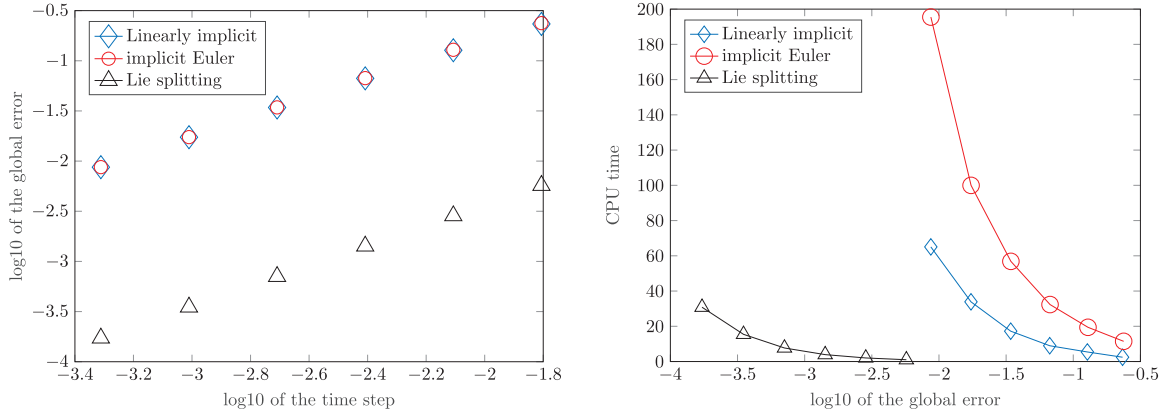 −0.5
−1
−1.5
−2
−2.5
−3
−3.5
−4
log10 of the global error
Linearly implicit
implicit Euler
Lie splitting
−3.4 −3.2 −3 −2.8 −2.6 −2.4 −2.2 −2 −1.8
log10 of the time step
200
180
160
140
120
100
80
60
40
20
0
CPU time
Linearly implicit
implicit Euler
Lie splitting
−4 −3.5 −3 −2.5 −2 −1.5 −1 −0.5
log10 of the global error